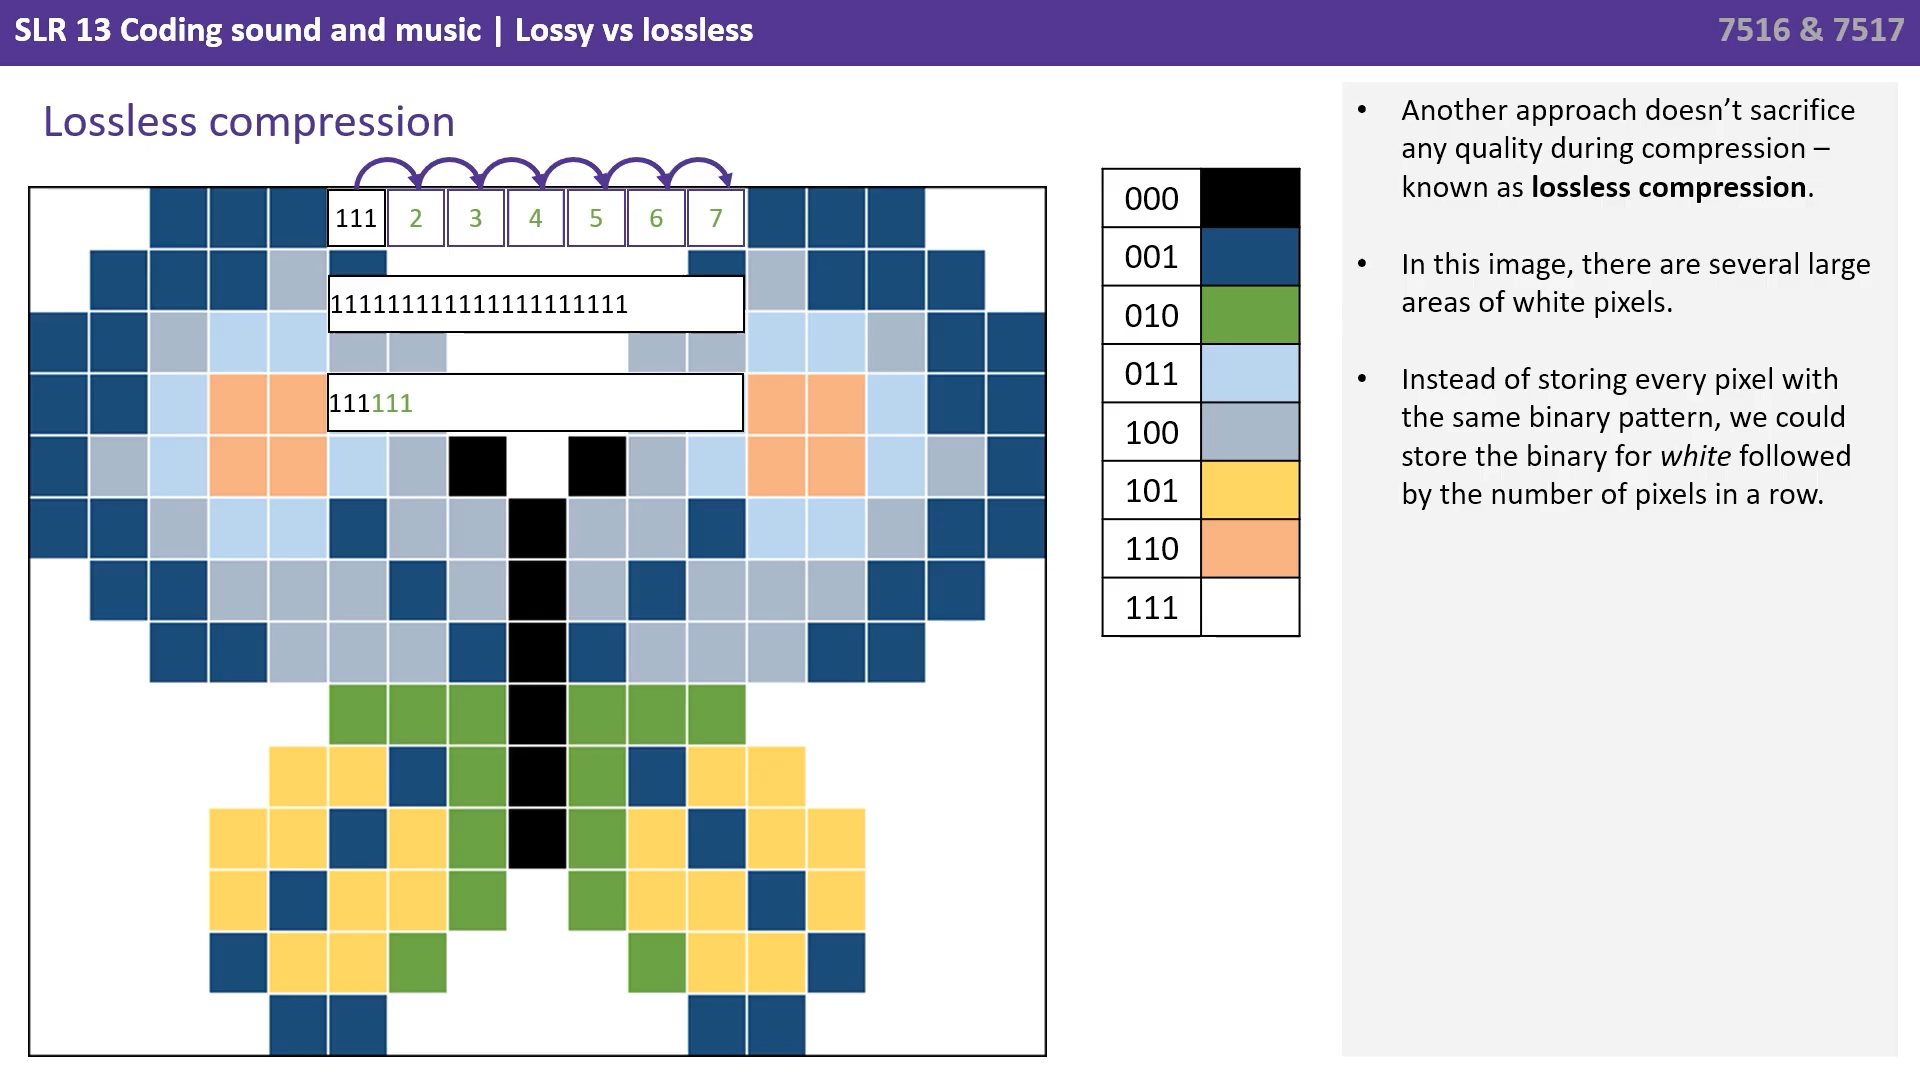 SLR 13 Coding sound and music | Lossy vs lossless
7516 & 7517
Lossless compression
111 2 3 4 5 6 7
111111111111111111111
111111
000
001
010
011
100
101
110
111
• Another approach doesn’t sacrifice
any quality during compression –
known as lossless compression.
• In this image, there are several large
areas of white pixels.
• Instead of storing every pixel with
the same binary pattern, we could
store the binary for white followed
by the number of pixels in a row.